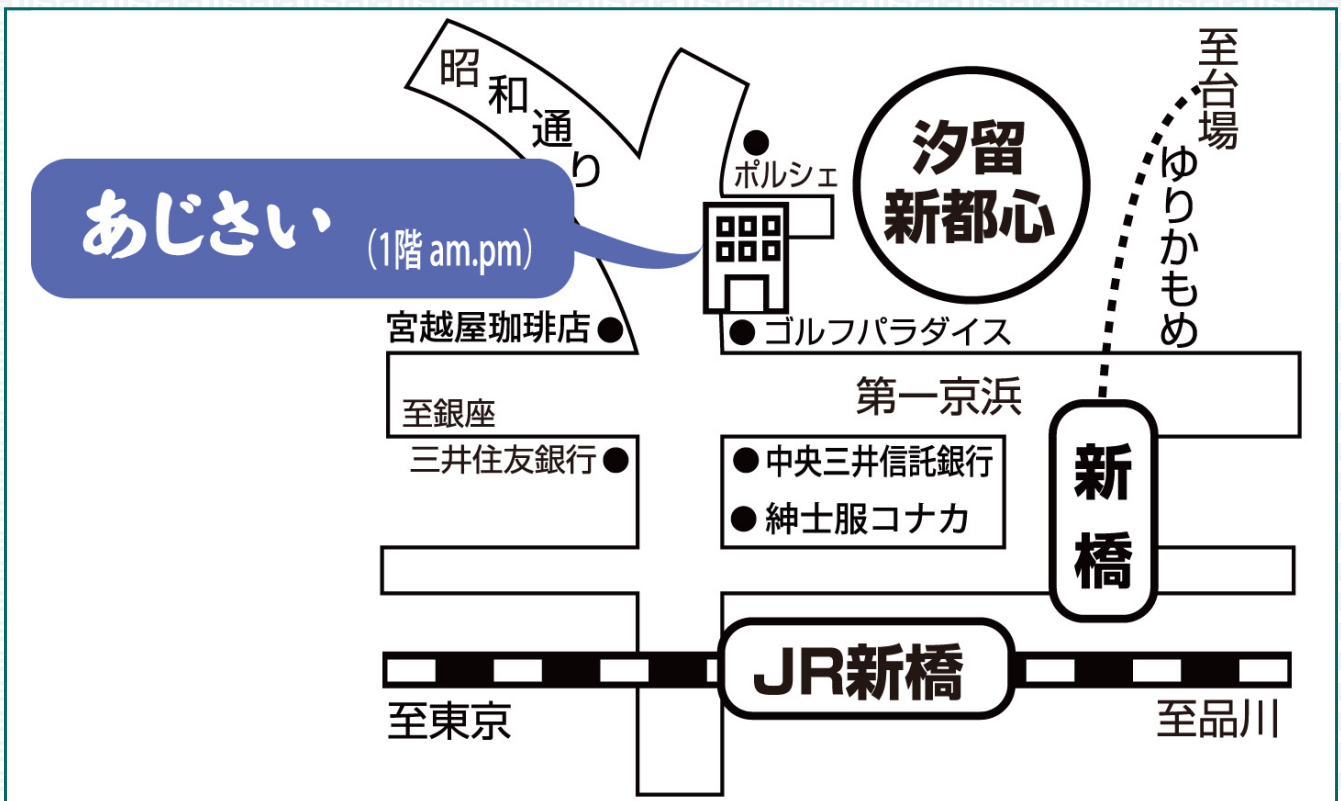 昭和通り
至台場
ゆりかもめ
汐留
新都心
ポルシェ
あじさい (1階 am.pm)
宮越屋珈琲店
ゴルフパラダイス
第一京浜
至銀座
三井住友銀行
中央三井信託銀行
紳士服コナカ
新橋
JR新橋
至東京
至品川